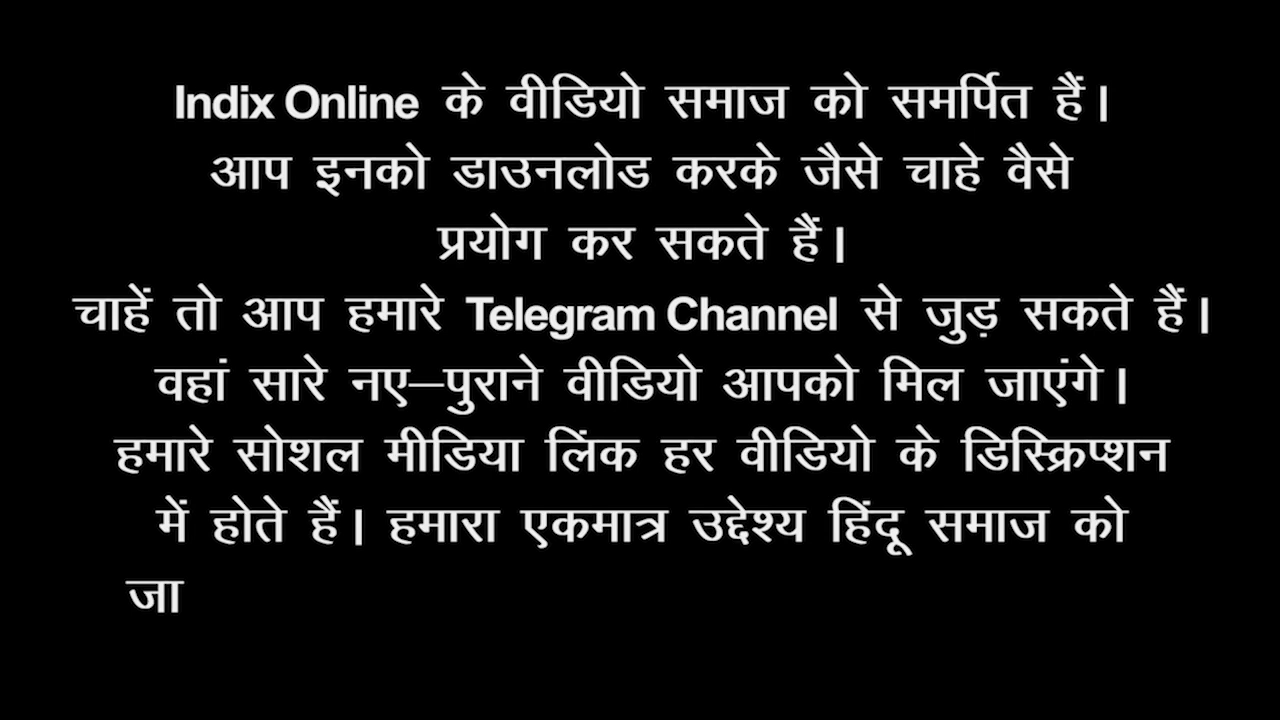 Indix Online के वीडियो समाज को समर्पित हैं।
आप इनको डाउनलोड करके जैसे चाहे वैसे
प्रयोग कर सकते हैं।
चाहें तो आप हमारे Telegram Channel से जुड़ सकते हैं।
वहां सारे नए–पुराने वीडियो आपको मिल जाएंगे।
हमारे सोशल मीडिया लिंक हर वीडियो के डिस्क्रिप्शन
में होते हैं। हमारा एकमात्र उद्देश्य हिंदू समाज को
जा